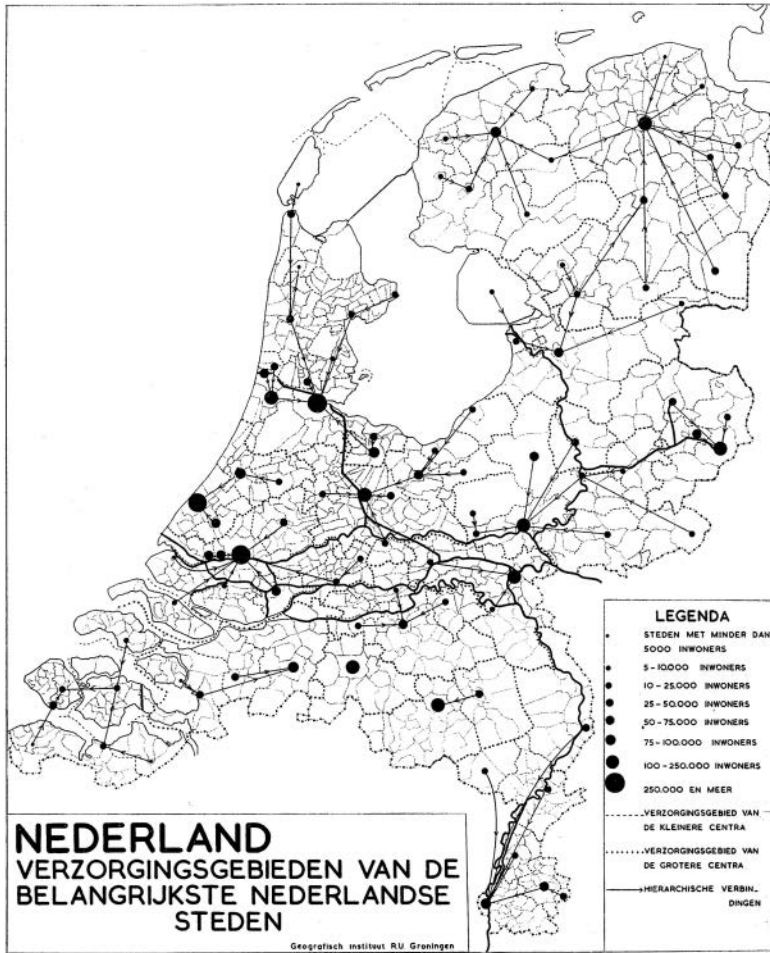 LEGENDA
STEDEN MET MINDER DAN
5000 INWONERS
5-10.000 INWONERS
10-25.000 INWONERS
25-50.000 INWONERS
50-75.000 INWONERS
75-100.000 INWONERS
100-250.000 INWONERS
250.000 EN MEER
VERZORGINGSGEBIED VAN
DE KLEINERE CENTRA
VERZORGINGSGEBIED VAN
DE GROTERE CENTRA
HIERARCHISCHE VERBIN_
DINGEN
NEDERLAND
VERZORGINGSGEBIEDEN VAN DE
BELANGRIJKSTE NEDERLANDSE
STEDEN
Geografisch instituut R.U. Groningen